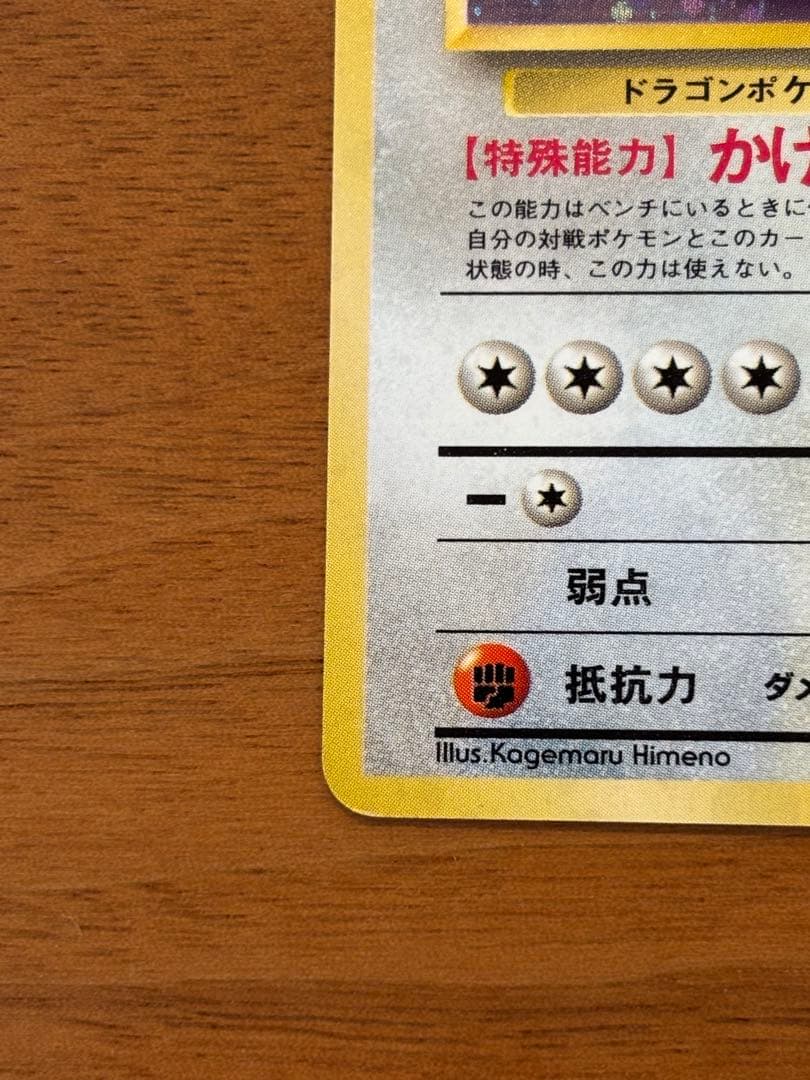 ドラゴンポケ
【特殊能力】 かけ
この能力はベンチにいるときに
自分の対戦ポケモンとこのカー
状態の時、この力は使えない。
弱点
抵抗力 ダメ
Illus.Kagemaru Himeno